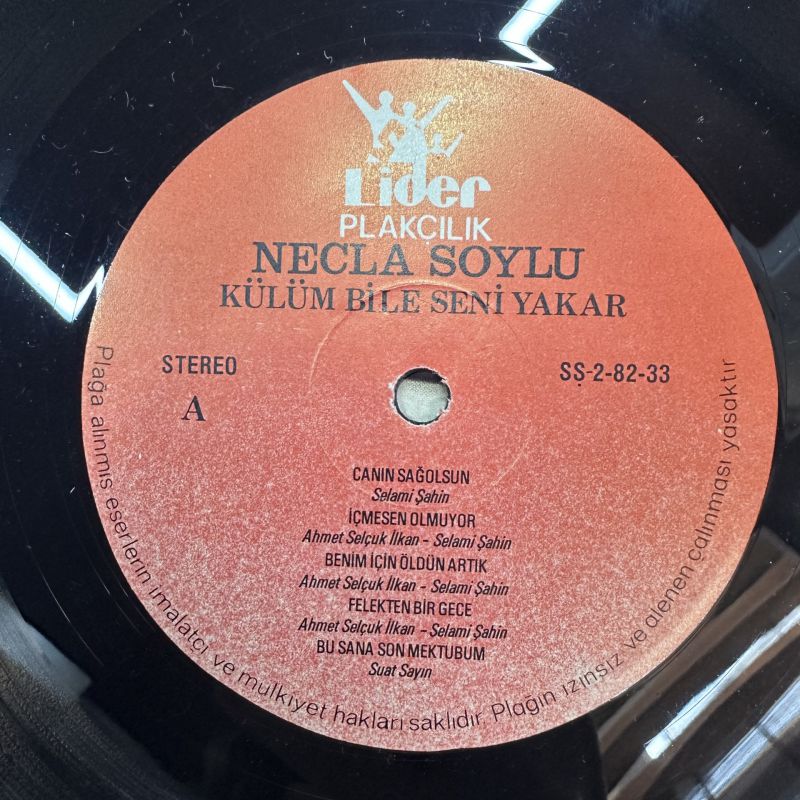 Lider
PLAKÇILIK
NECLA SOYLU
KÜLÜM BİLE SENİ YAKAR
STEREO
SŞ-2-82-33
A
CANIN SAĞOLSUN
Selami Şahin
İÇMESEN OLMUYOR
Ahmet Selçuk İlkan - Selami Şahin
BENİM İÇİN ÖLDÜN ARTIK
Ahmet Selçuk İlkan - Selami Şahin
FELEKTEN BİR GECE
Ahmet Selçuk İlkan - Selami Şahin
BU SANA SON MEKTUBUM
Suat Sayın
Plağa alınmış eserlerin imalatçı ve mülkiyet hakları saklıdır. Plağın izinsiz ve alenen çalınması yasaktır